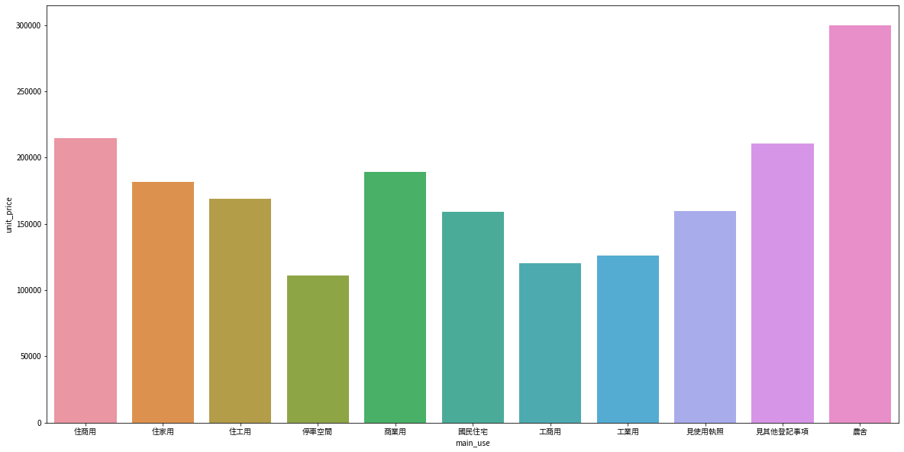 300000
250000
200000
150000
100000
50000
0
unit_price
住商用 住家用 住工用 停車空間 商業用 國民住宅 工商用 工業用 見使用執照 見其他登記事項 農舍
main_use